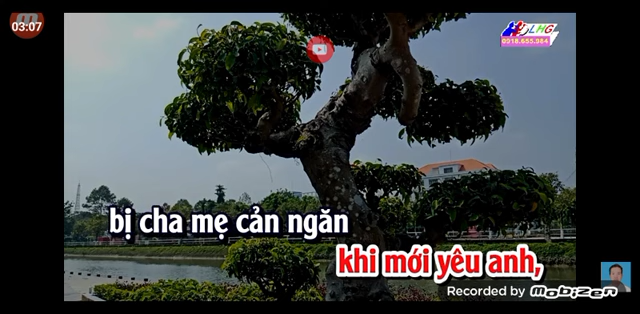 03:07
LHG
0918.655.584
bị cha mẹ cản ngăn
khi mới yêu anh,
Recorded by mobizen